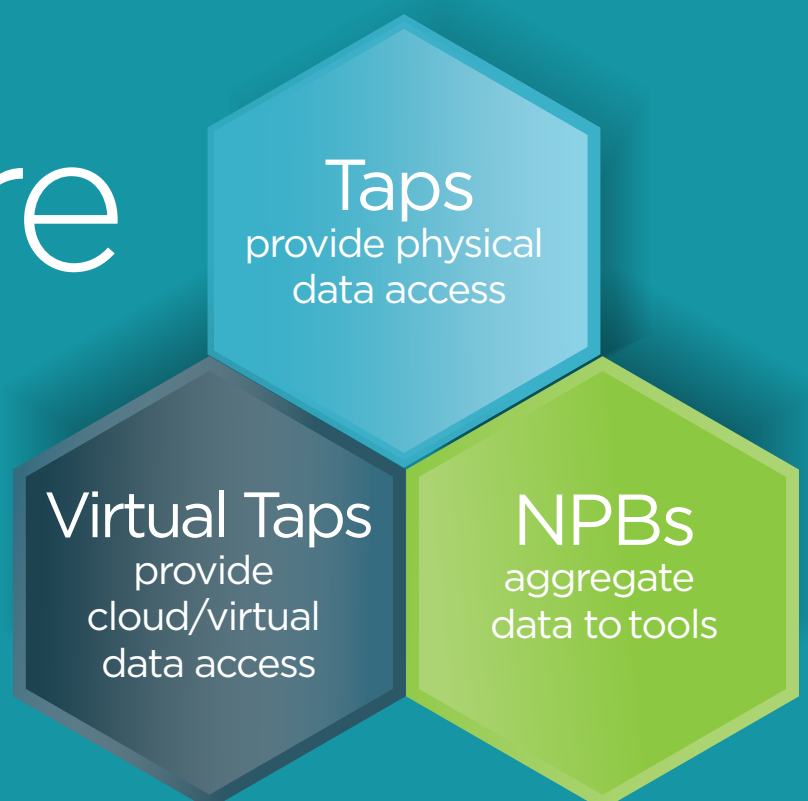 re
Taps
provide physical
data access
Virtual Taps
provide
cloud/virtual
data access
NPBs
aggregate
data to tools